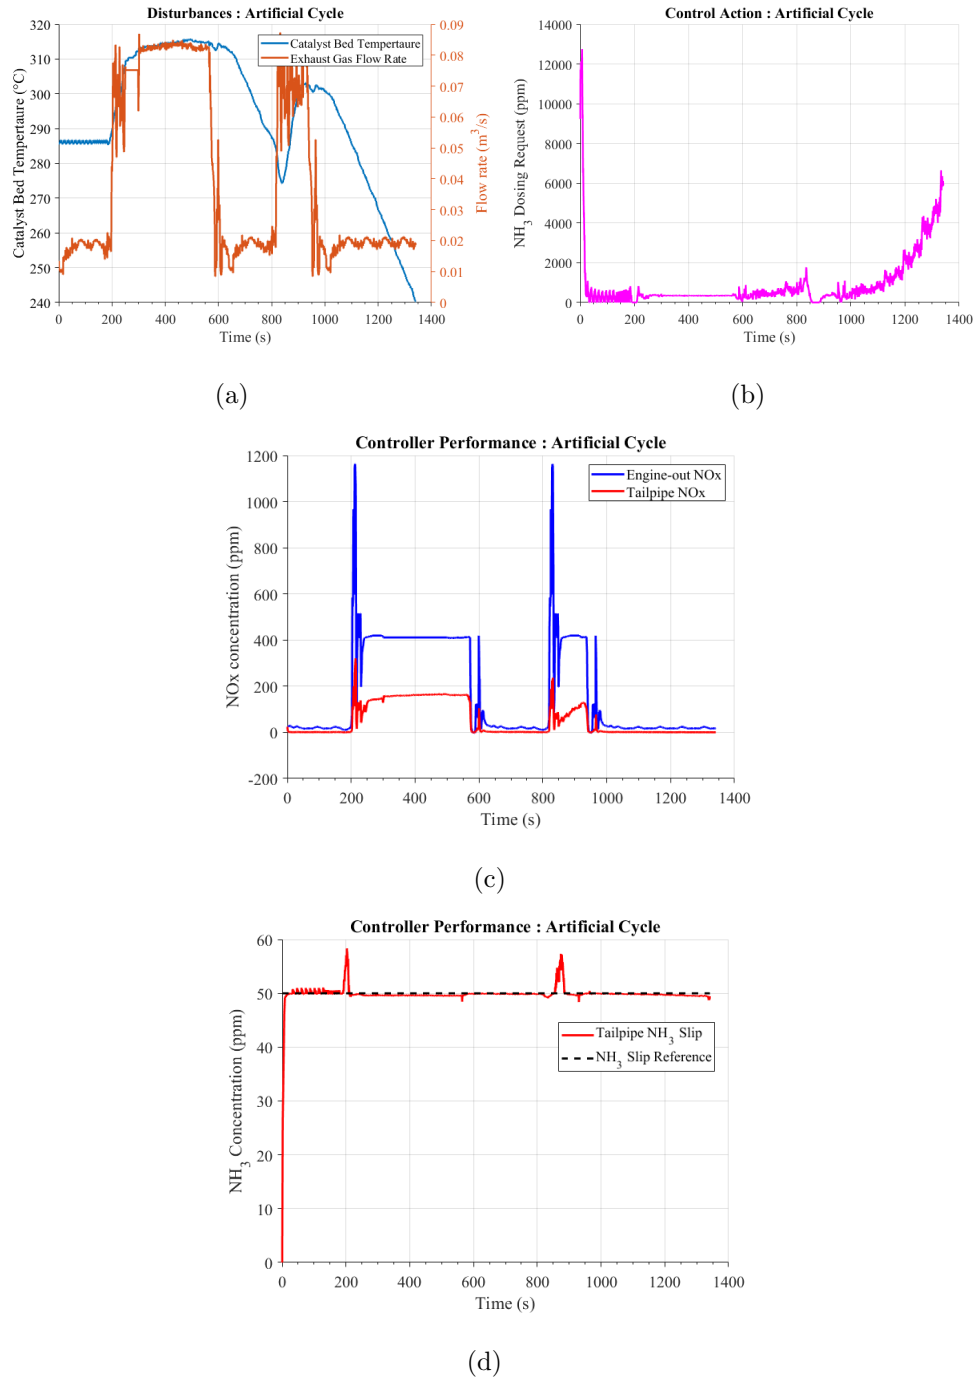 Disturbances : Artificial Cycle
320
310
300
290
280
270
260
250
240
Catalyst Bed Tempertaure (°C)
0.09
0.08
0.07
0.06
0.05
0.04
0.03
0.02
0.01
0
Flow rate (m³/s)
Catalyst Bed Tempertaure
Exhaust Gas Flow Rate
0 200 400 600 800 1000 1200 1400
Time (s)
(a)
Control Action : Artificial Cycle
14000
12000
10000
8000
6000
4000
2000
0
NH₃ Dosing Request (ppm)
0 200 400 600 800 1000 1200 1400
Time (s)
(b)
Controller Performance : Artificial Cycle
1200
1000
800
600
400
200
0
-200
NOx concentration (ppm)
Engine-out NOx
Tailpipe NOx
0 200 400 600 800 1000 1200 1400
Time (s)
(c)
Controller Performance : Artificial Cycle
60
50
40
30
20
10
0
NH₃ Concentration (ppm)
Tailpipe NH₃ Slip
NH₃ Slip Reference
0 200 400 600 800 1000 1200 1400
Time (s)
(d)